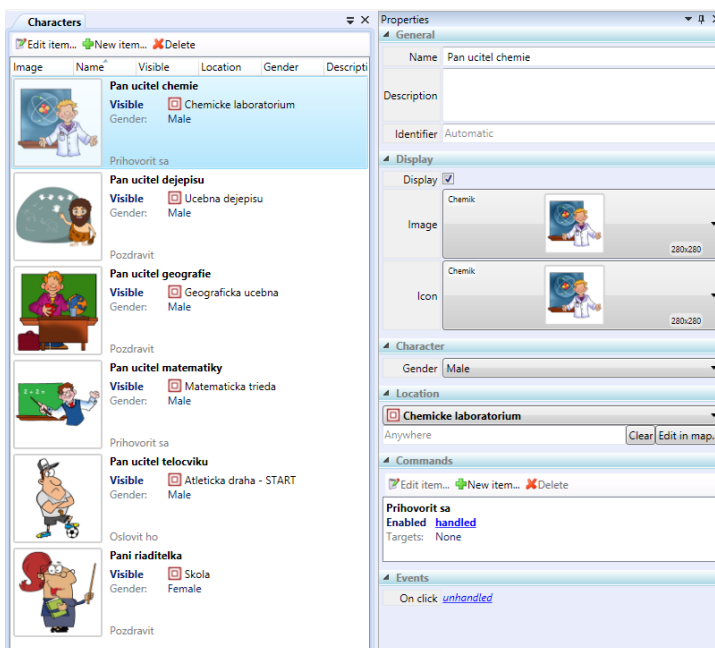 Characters
Edit item... New item... Delete
Image Name Visible Location Gender Descripti
Pan ucitel chemie
Visible Chemicke laboratorium
Gender: Male
Prihovorit sa
Pan ucitel dejepisu
Visible Ucebna dejepisu
Gender: Male
Pozdravit
Pan ucitel geografie
Visible Geograficka ucebna
Gender: Male
Pozdravit
2 + 2 =
Pan ucitel matematiky
Visible Matematicka trieda
Gender: Male
Prihovorit sa
Pan ucitel telocviku
Visible Atleticka draha - START
Gender: Male
Oslovit ho
Pani riaditelka
Visible Skola
Gender: Female
Pozdravit
Properties
General
Name Pan ucitel chemie
Description
Identifier Automatic
Display
Display
Image Chemik
280x280
Icon Chemik
280x280
Character
Gender Male
Location
Chemicke laboratorium
Anywhere Clear Edit in map..
Commands
Edit item... New item... Delete
Prihovorit sa
Enabled handled
Targets: None
Events
On click unhandled